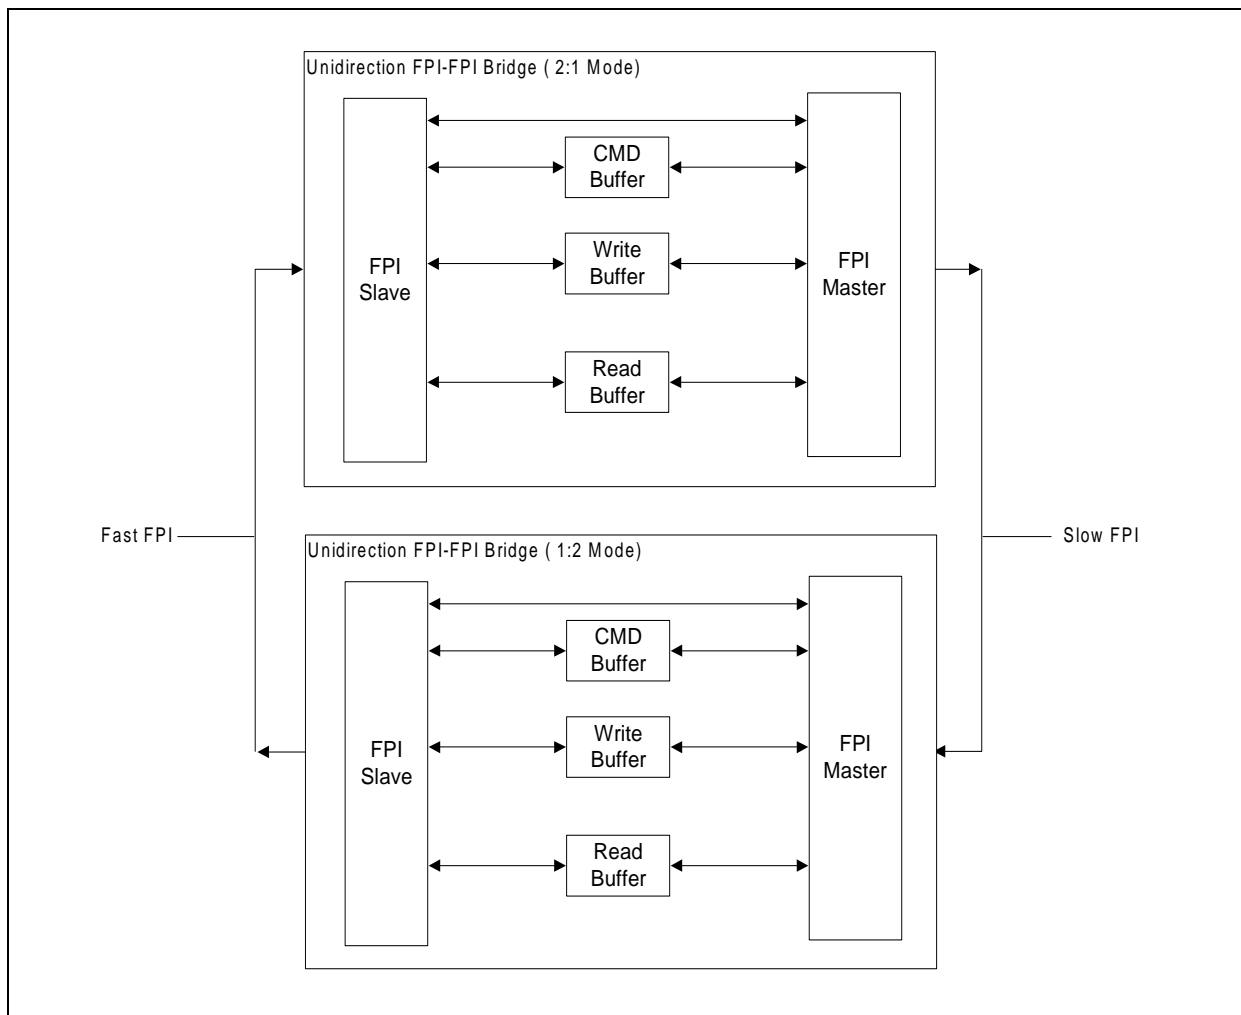 Unidirection FPI-FPI Bridge ( 2:1 Mode)
CMD
Buffer
Write
Buffer
FPI
Slave
FPI
Master
Read
Buffer
Fast FPI
Slow FPI
Unidirection FPI-FPI Bridge ( 1:2 Mode)
CMD
Buffer
Write
Buffer
FPI
Slave
FPI
Master
Read
Buffer